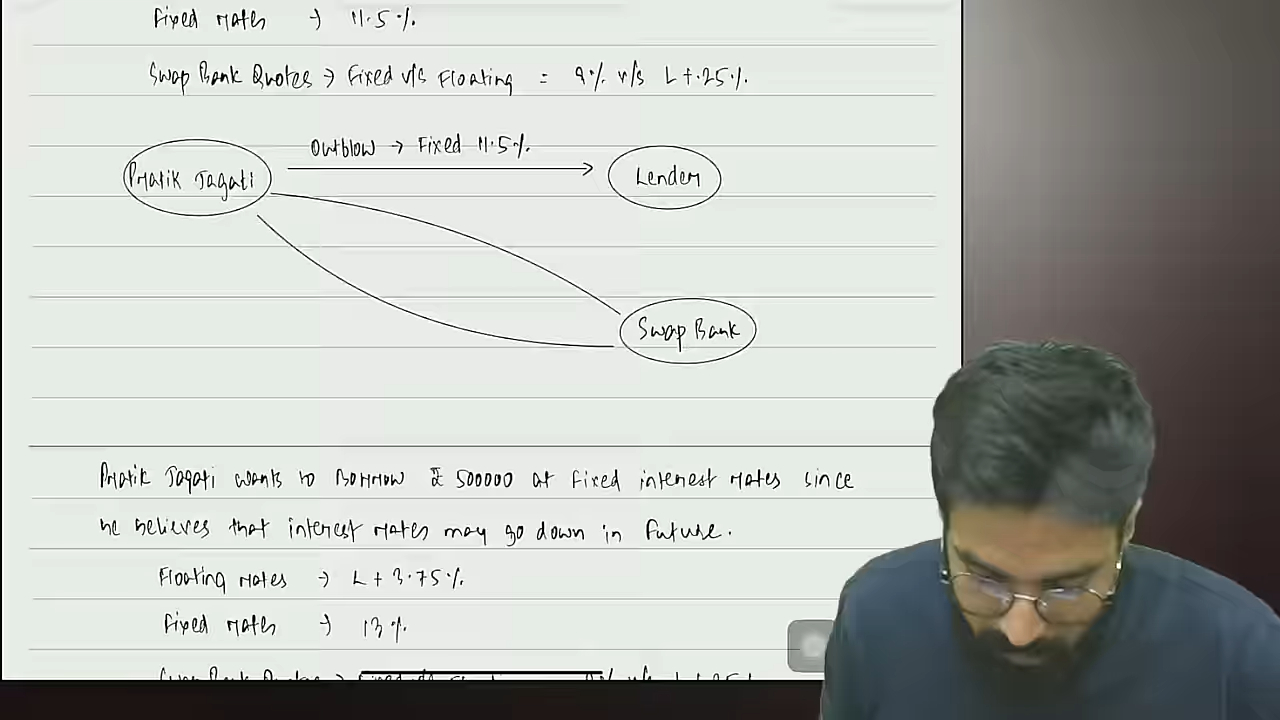 Fixed rates → 11.5%
Swap Bank Quotes → Fixed v/s Floating = 9% v/s L+.25%
Outflow → Fixed 11.5%
Pratik Jagati
Lender
Swap Bank
Pratik Jagati wants to Borrow ₹ 500000 at fixed interest rates since
he believes that interest rates may go down in future.
Floating rates → L + 3.75%
Fixed rates → 13%